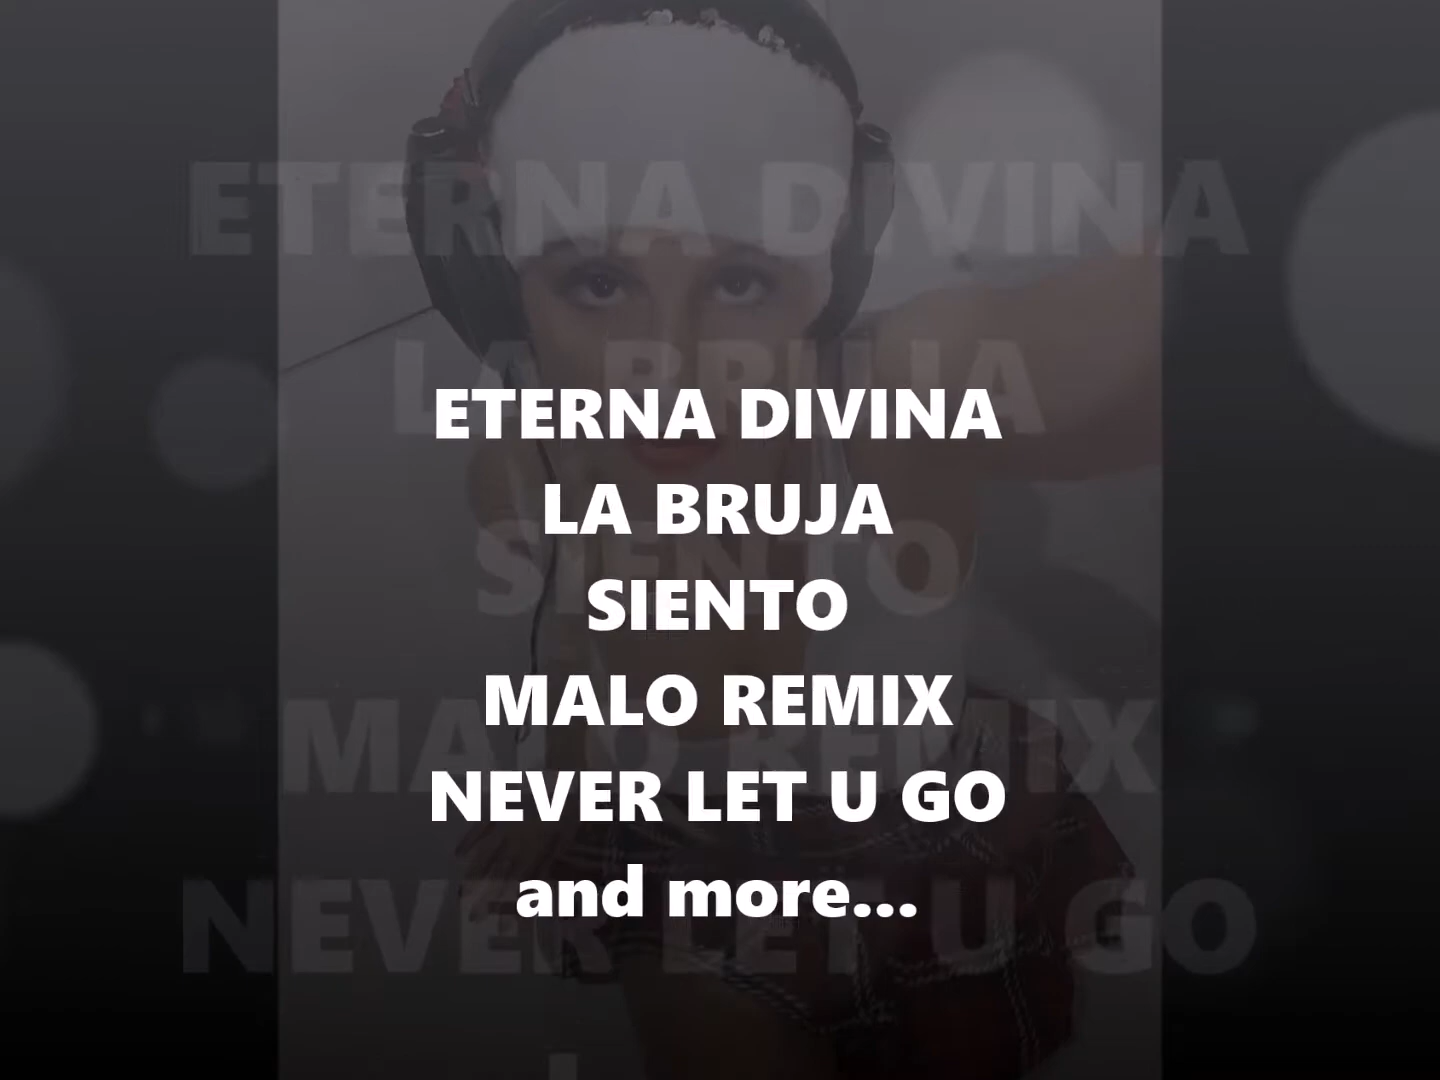 ETERNA DIVINA
LA BRUJA
SIENTO
MALO REMIX
NEVER LET U GO
and more...